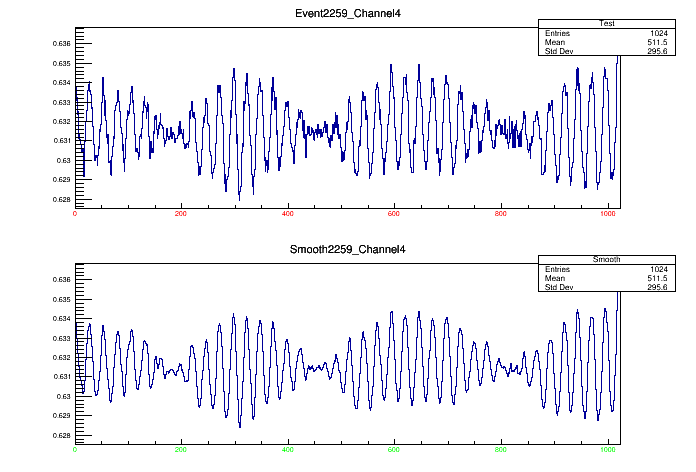 Event2259_Channel4
Test
Entries 1024
Mean 511.5
Std Dev 295.6
0.636
0.635
0.634
0.633
0.632
0.631
0.63
0.629
0.628
0 200 400 600 800 1000
Smooth2259_Channel4
Smooth
Entries 1024
Mean 511.5
Std Dev 295.6
0.636
0.635
0.634
0.633
0.632
0.631
0.63
0.629
0.628
0 200 400 600 800 1000